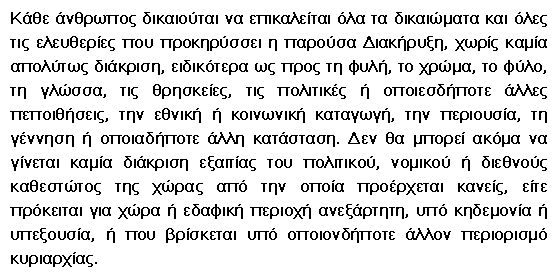 Κάθε άνθρωπος δικαιούται να επικαλείται όλα τα δικαιώματα και όλες
τις ελευθερίες που προκηρύσσει η παρούσα Διακήρυξη, χωρίς καμία
απολύτως διάκριση, ειδικότερα ως προς τη φυλή, το χρώμα, το φύλο,
τη γλώσσα, τις θρησκείες, τις πολιτικές ή οποιεσδήποτε άλλες
πεποιθήσεις, την εθνική ή κοινωνική καταγωγή, την περιουσία, τη
γέννηση ή οποιαδήποτε άλλη κατάσταση. Δεν θα μπορεί ακόμα να
γίνεται καμία διάκριση εξαιτίας του πολιτικού, νομικού ή διεθνούς
καθεστώτος της χώρας από την οποία προέρχεται κανείς, είτε
πρόκειται για χώρα ή εδαφική περιοχή ανεξάρτητη, υπό κηδεμονία ή
υπεξουσία, ή που βρίσκεται υπό οποιονδήποτε άλλον περιορισμό
κυριαρχίας.